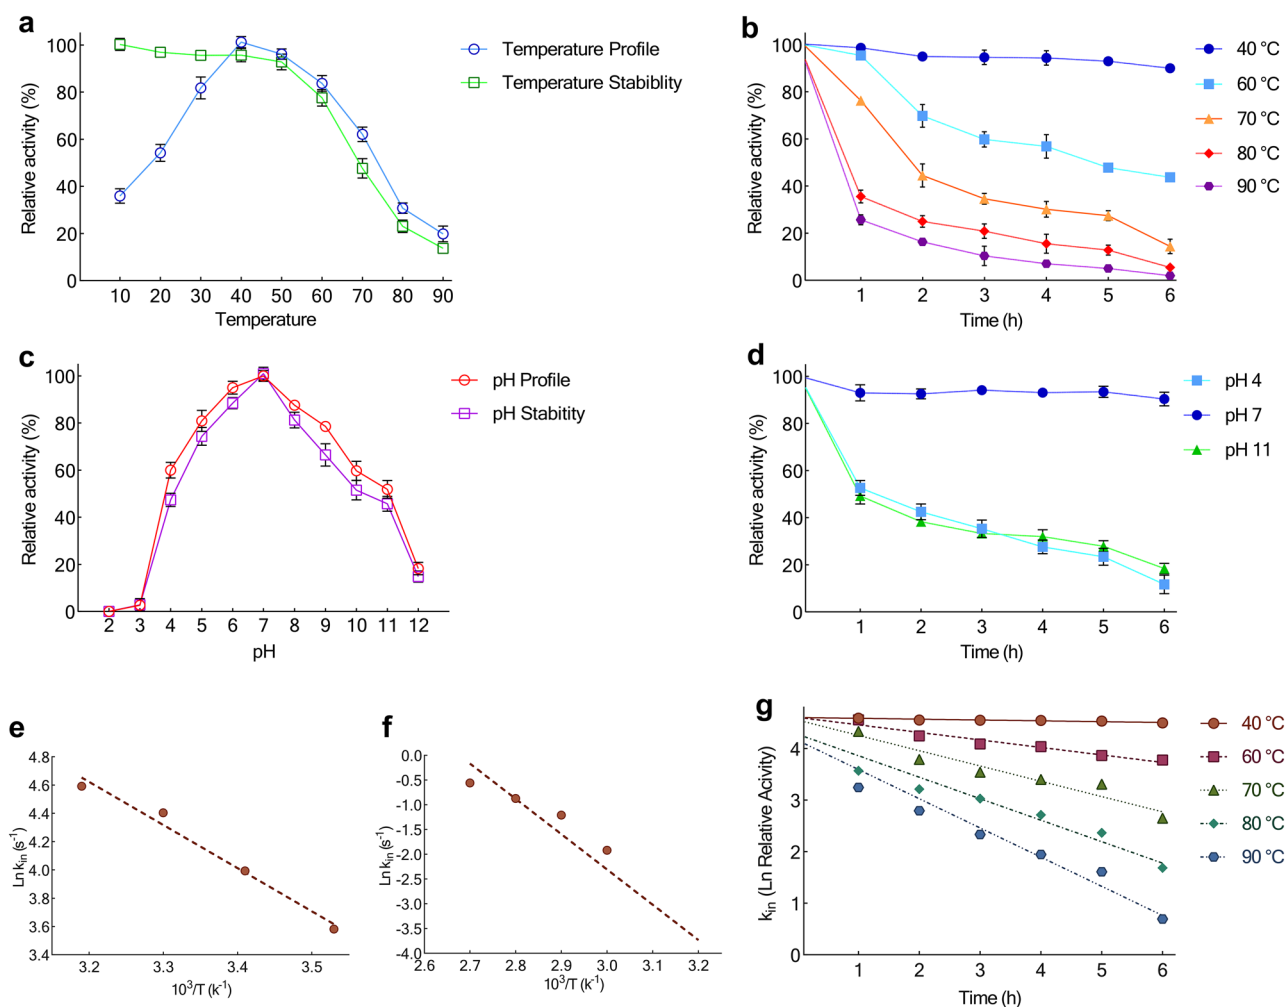 a
Relative activity (%)
100
80
60
40
20
0
10 20 30 40 50 60 70 80 90
Temperature
Temperature Profile
Temperature Stabiblity
b
Relative activity (%)
100
80
60
40
20
0
1 2 3 4 5 6
Time (h)
40 °C
60 °C
70 °C
80 °C
90 °C
c
Relative activity (%)
100
80
60
40
20
0
2 3 4 5 6 7 8 9 10 11 12
pH
pH Profile
pH Stabitity
d
Relative activity (%)
100
80
60
40
20
0
1 2 3 4 5 6
Time (h)
pH 4
pH 7
pH 11
e
Ln k_in (s⁻¹)
4.8
4.6
4.4
4.2
4.0
3.8
3.6
3.4
3.2 3.3 3.4 3.5
10³/T (k⁻¹)
f
Ln k_in (s⁻¹)
0.0
-0.5
-1.0
-1.5
-2.0
-2.5
-3.0
-3.5
-4.0
2.6 2.7 2.8 2.9 3.0 3.1 3.2
10³/T (k⁻¹)
g
k_in (Ln Relative Acivity)
4
3
2
1
0
1 2 3 4 5 6
Time (h)
40 °C
60 °C
70 °C
80 °C
90 °C